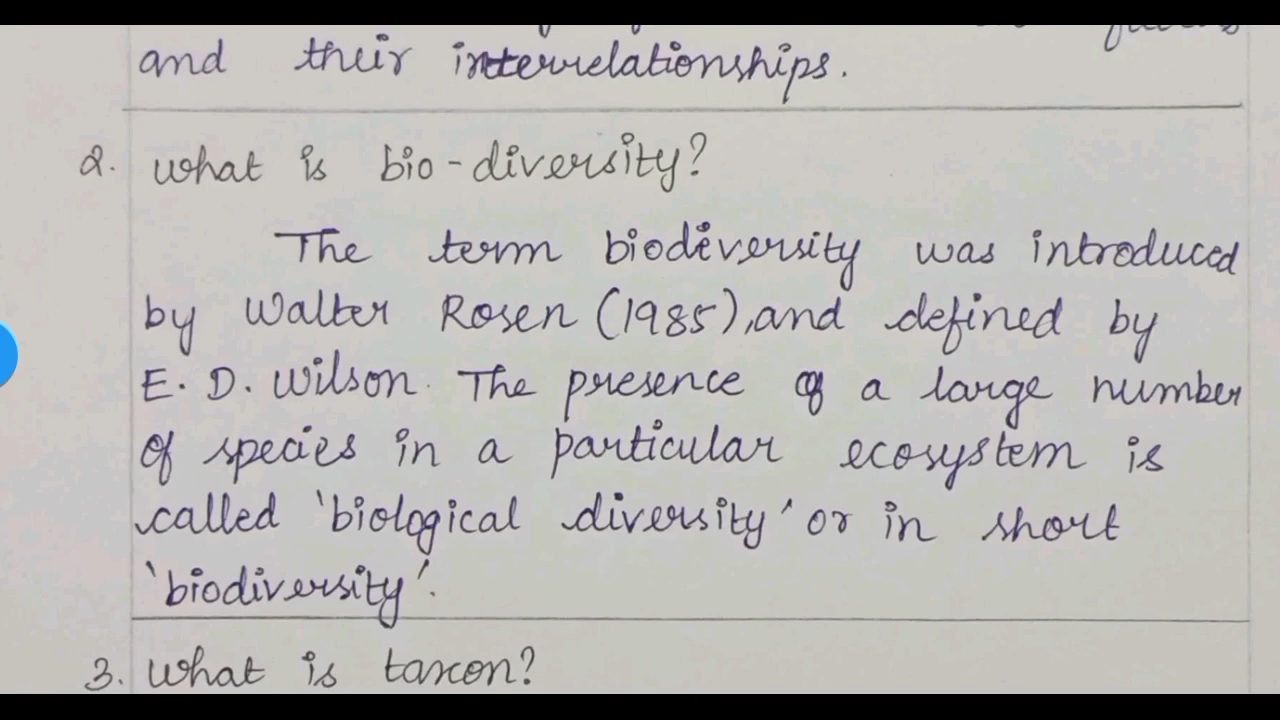 and their interrelationships.
2. What is bio-diversity?
The term biodiversity was introduced
by Walter Rosen (1985), and defined by
E. D. Wilson. The presence of a large number
of species in a particular ecosystem is
called 'biological diversity' or in short
'biodiversity'.
3. What is taxon?